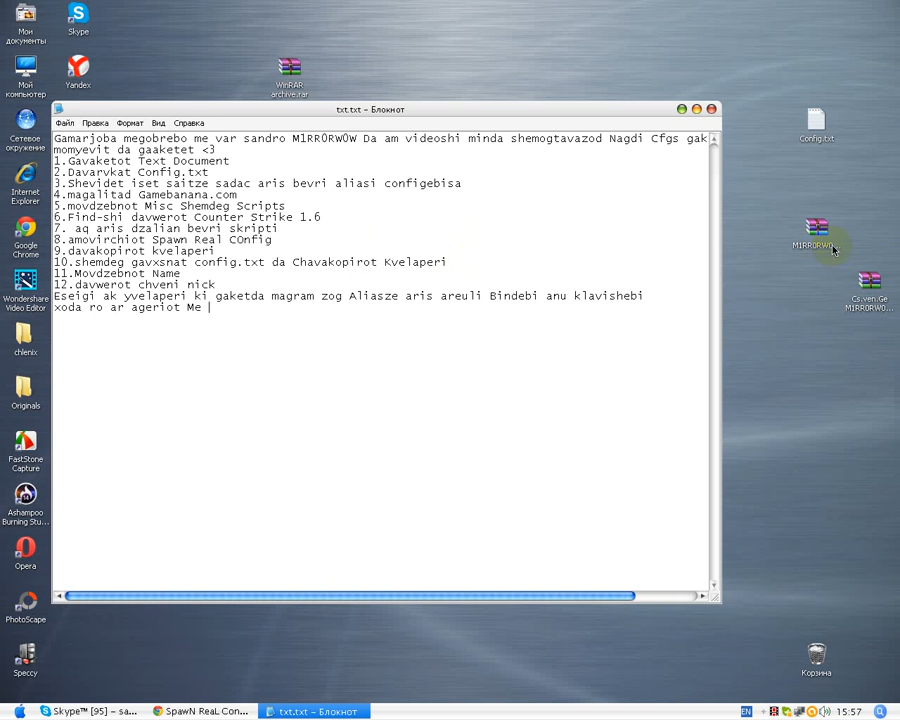 Мои документы
Skype
Мой компьютер
Yandex
WinRAR archive.rar
Сетевое окружение
Internet Explorer
Google Chrome
Wondershare Video Editor
chlenix
Originals
FastStone Capture
Ashampoo Burning Stu...
Opera
PhotoScape
Speccy
txt.txt – Блокнот
Файл Правка Формат Вид Справка
Gamarjoba megobrebo me var sandro M1RR0RW0W Da am videoshi minda shemogtavazod Nagdi Cfgs gak
momyevit da gaaketet <3
1.Gavaketot Text Document
2.Davarvkat Config.txt
3.Shevidet iset saitze sadac aris bevri aliasi configebisa
4.magalitad Gamebanana.com
5.movdzebnot Misc Shemdeg Scripts
6.Find-shi davwerot Counter Strike 1.6
7. aq aris dzalian bevri skripti
8.amovirchiot Spawn Real COnfig
9.davakopirot kvelaperi
10.shemdeg gavxsnat config.txt da Chavakopirot Kvelaperi
11.Movdzebnot Name
12.davwerot chveni nick
Eseigi ak yvelaperi ki gaketda magram zog Aliasze aris areuli Bindebi anu klavishebi
xoda ro ar ageriot Me
Config.txt
M1RR0RW0...
Cs.ven.Ge M1RR0RW0...
Корзина
Skype™ [95] – sa...
SpawN ReaL Con...
txt.txt – Блокнот
EN
15:57